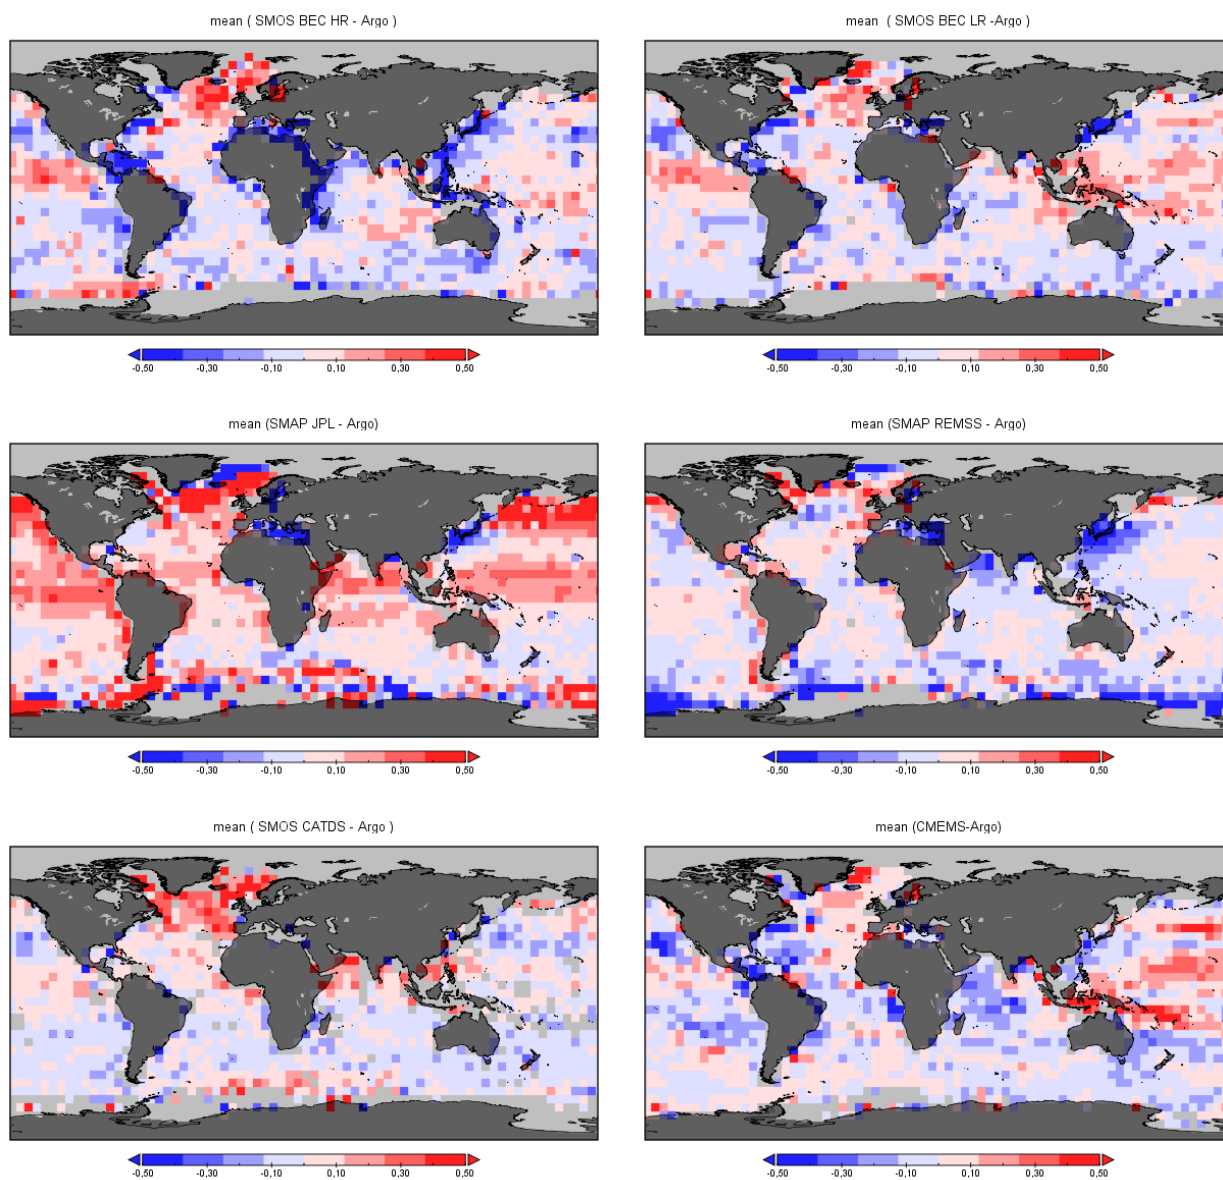 mean ( SMOS BEC HR - Argo )
mean ( SMOS BEC LR -Argo )
-0,50 -0,30 -0,10 0,10 0,30 0,50
-0,50 -0,30 -0,10 0,10 0,30 0,50
mean (SMAP JPL - Argo)
mean (SMAP REMSS - Argo)
-0,50 -0,30 -0,10 0,10 0,30 0,50
-0,50 -0,30 -0,10 0,10 0,30 0,50
mean ( SMOS CATDS - Argo )
mean (CMEMS-Argo)
-0,50 -0,30 -0,10 0,10 0,30 0,50
-0,50 -0,30 -0,10 0,10 0,30 0,50